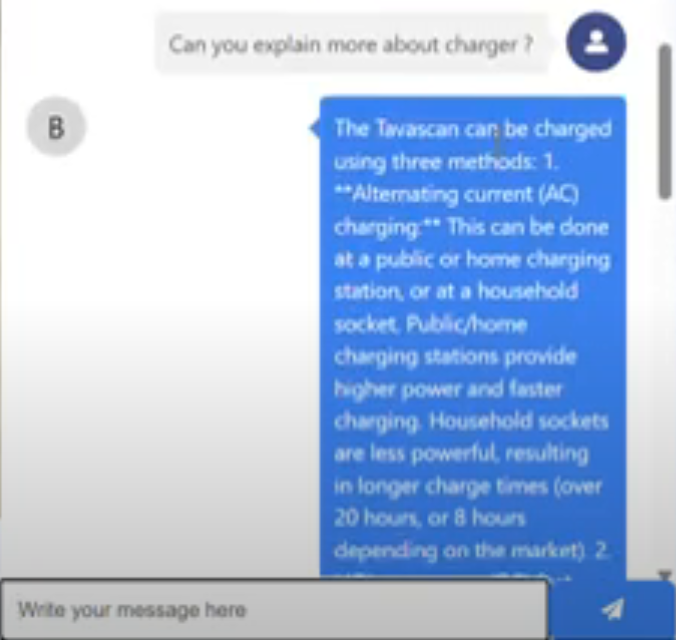 Can you explain more about charger ?
B
The Tavascan can be charged
using three methods: 1.
**Alternating current (AC)
charging:** This can be done
at a public or home charging
station, or at a household
socket. Public/home
charging stations provide
higher power and faster
charging. Household sockets
are less powerful, resulting
in longer charge times (over
20 hours, or 8 hours
depending on the market). 2.
Write your message here